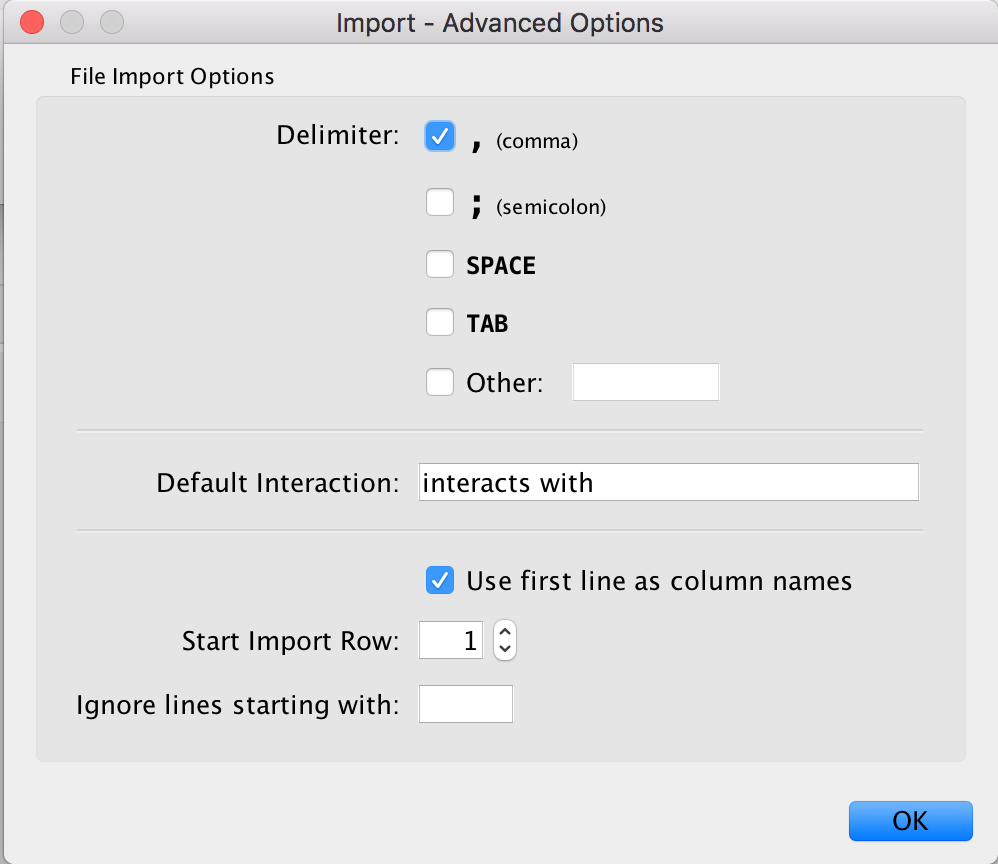 Import - Advanced Options
File Import Options
Delimiter: , (comma)
; (semicolon)
SPACE
TAB
Other:
Default Interaction: interacts with
Use first line as column names
Start Import Row: 1
Ignore lines starting with:
OK